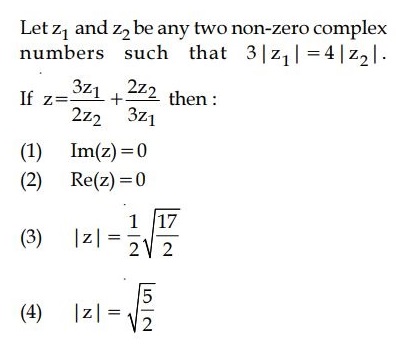 Let z₁ and z₂ be any two non-zero complex
numbers such that 3|z₁| = 4|z₂|.
If z = 3z₁/2z₂ + 2z₂/3z₁ then :
(1) Im(z) = 0
(2) Re(z) = 0
(3) |z| = 1/2 √(17/2)
(4) |z| = √(5/2)